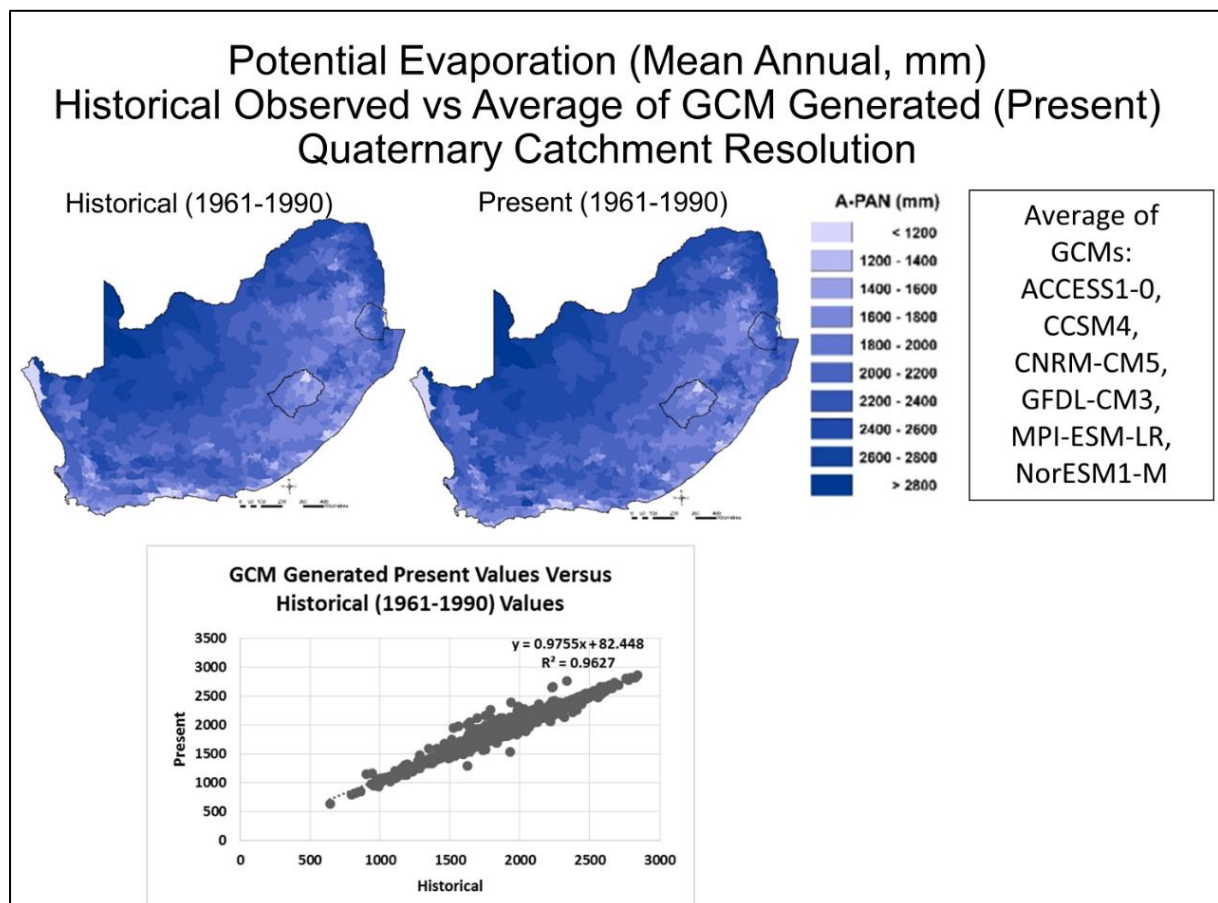 Potential Evaporation (Mean Annual, mm)
Historical Observed vs Average of GCM Generated (Present)
Quaternary Catchment Resolution
Historical (1961-1990)
Present (1961-1990)
A-PAN (mm)
< 1200
1200 - 1400
1400 - 1600
1600 - 1800
1800 - 2000
2000 - 2200
2200 - 2400
2400 - 2600
2600 - 2800
> 2800
Average of
GCMs:
ACCESS1-0,
CCSM4,
CNRM-CM5,
GFDL-CM3,
MPI-ESM-LR,
NorESM1-M
GCM Generated Present Values Versus
Historical (1961-1990) Values
y = 0.9755x + 82.448
R² = 0.9627
3500
3000
2500
2000
1500
1000
500
0
Present
0 500 1000 1500 2000 2500 3000
Historical